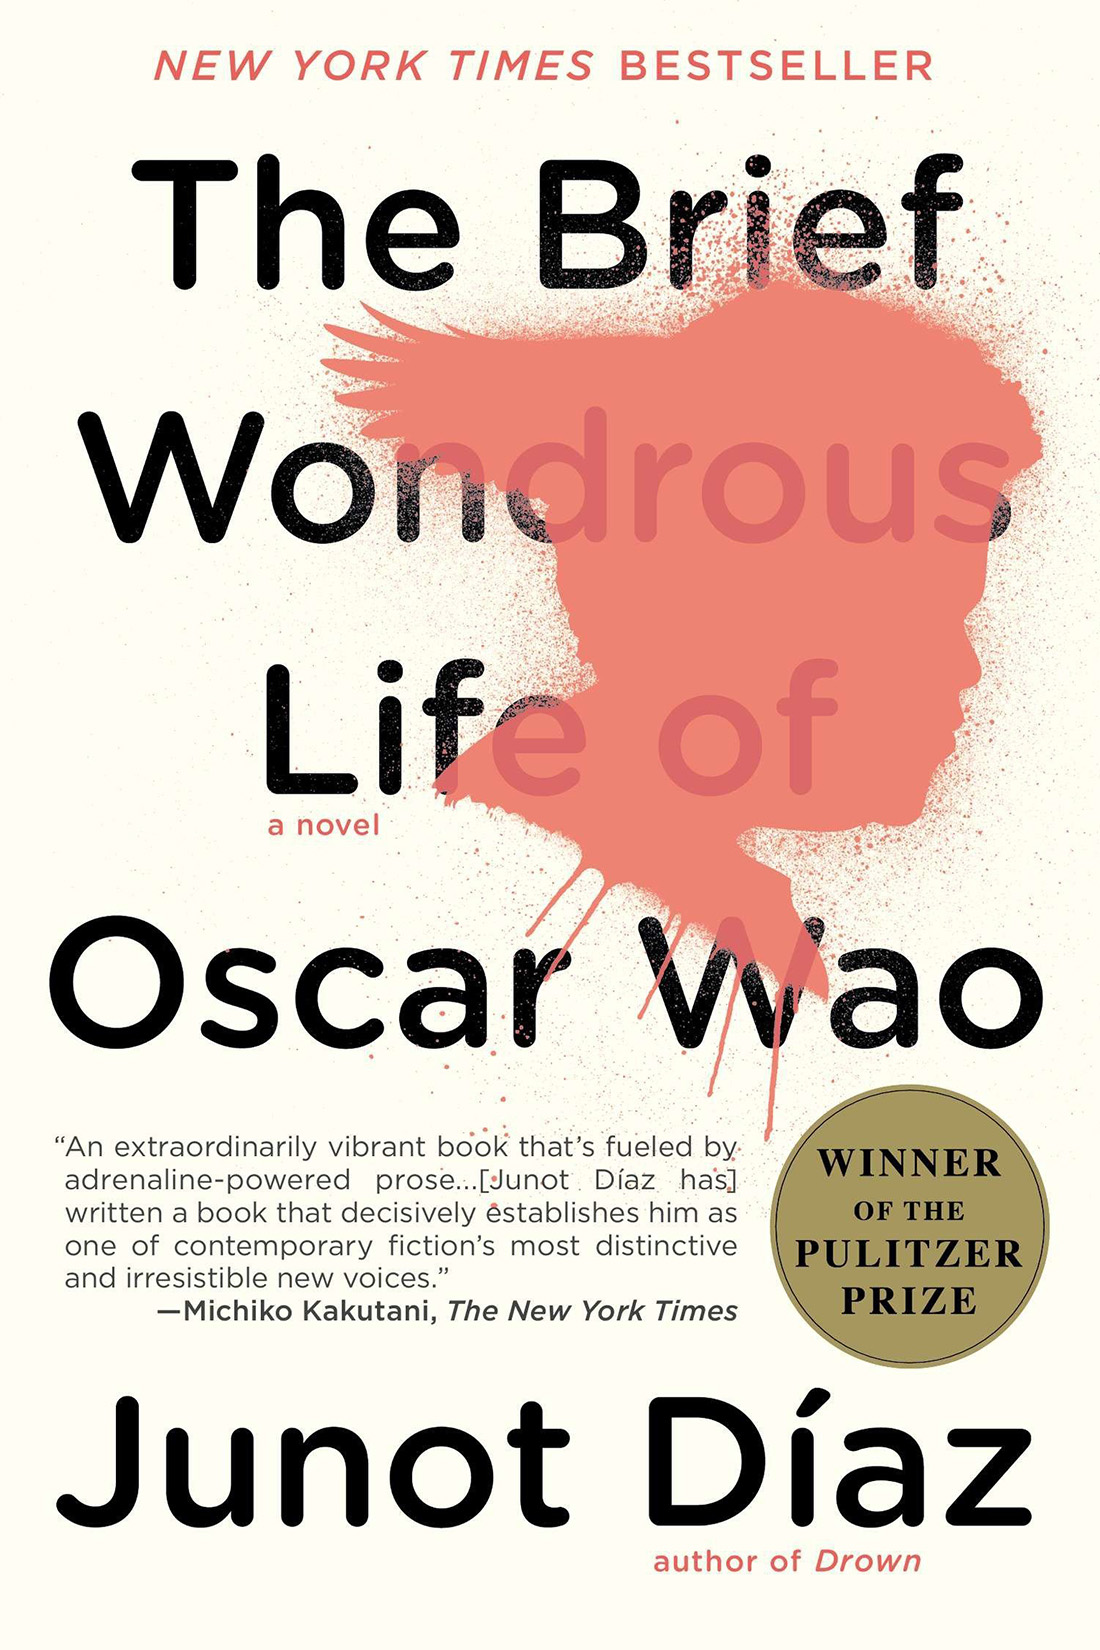 NEW YORK TIMES BESTSELLER
The Brief
Wondrous
Life of
a novel
Oscar Wao
“An extraordinarily vibrant book that’s fueled by
adrenaline-powered prose...[Junot Díaz has]
written a book that decisively establishes him as
one of contemporary fiction’s most distinctive
and irresistible new voices.”
—Michiko Kakutani, The New York Times
WINNER
OF THE
PULITZER
PRIZE
Junot Díaz
author of Drown